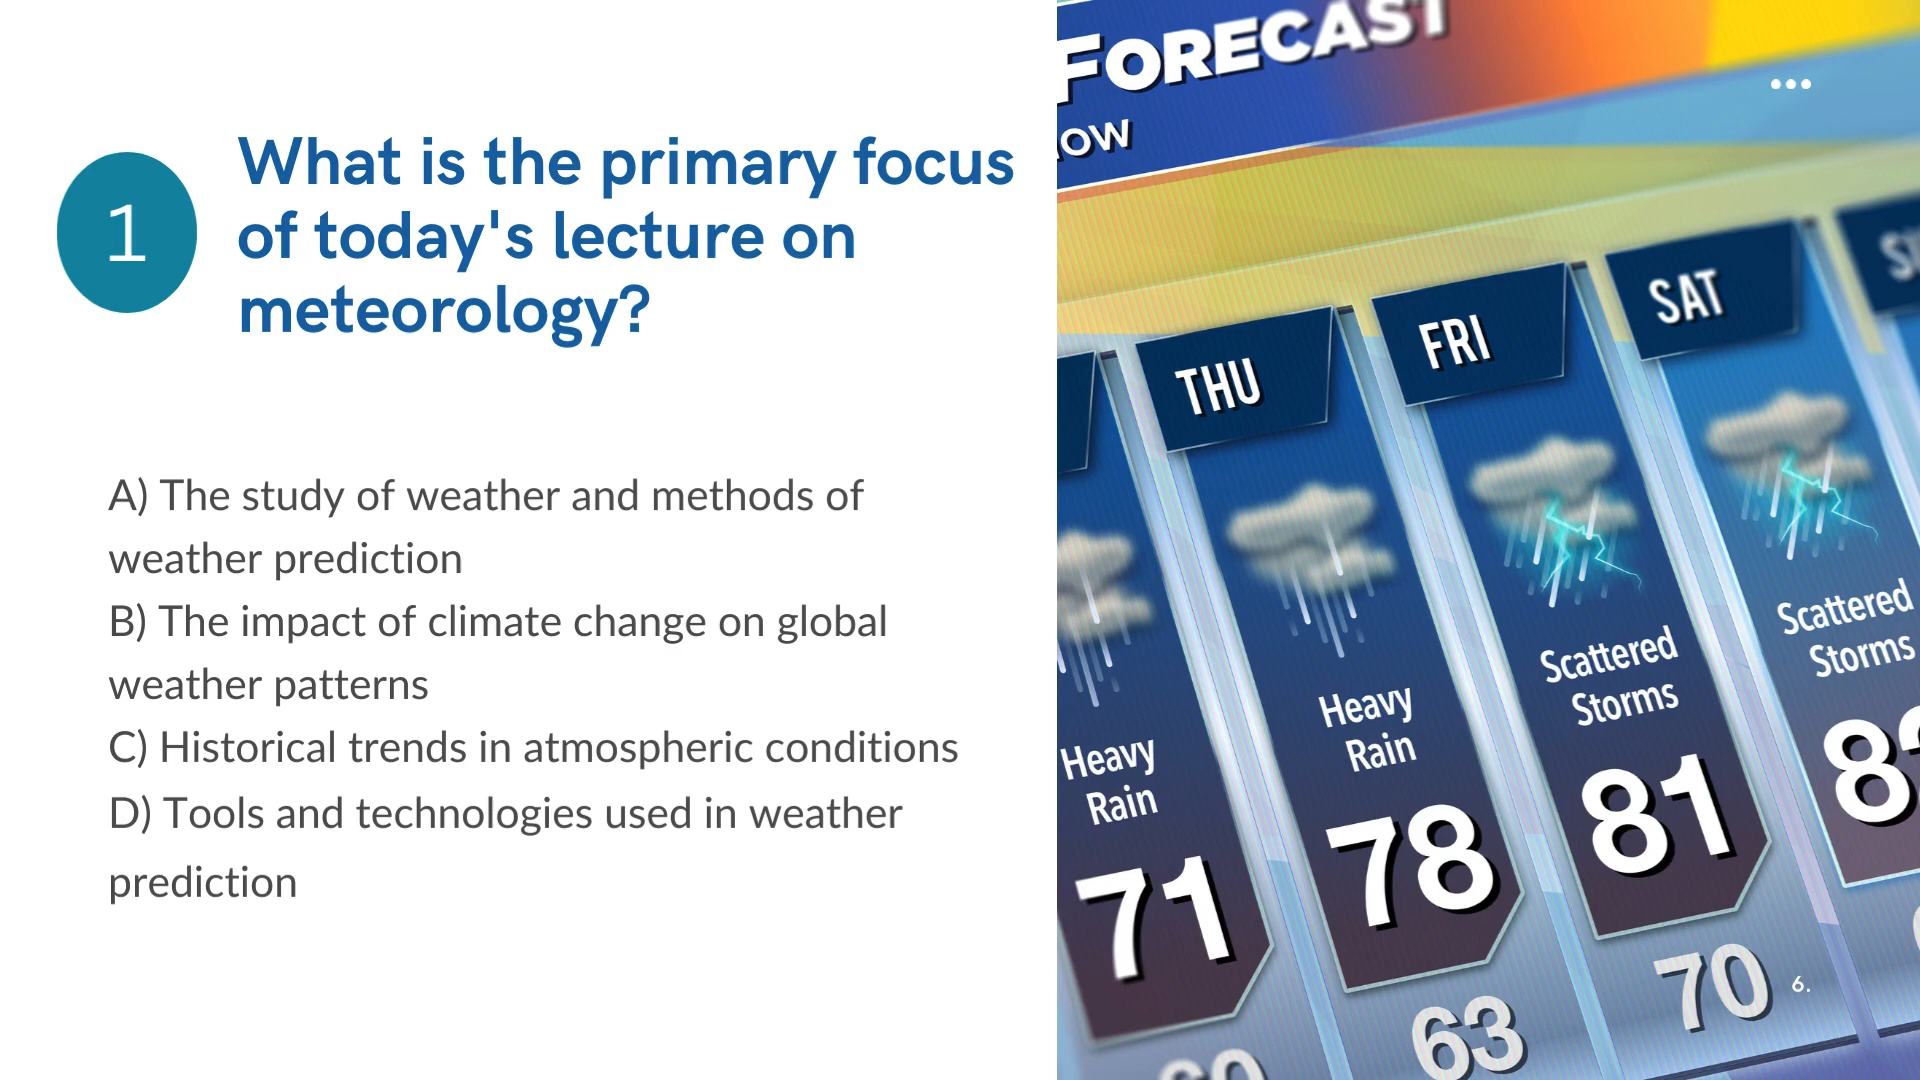 1
What is the primary focus
of today's lecture on
meteorology?
A) The study of weather and methods of
weather prediction
B) The impact of climate change on global
weather patterns
C) Historical trends in atmospheric conditions
D) Tools and technologies used in weather
prediction
FORECAST
THU
FRI
SAT
Heavy
Rain
71
Heavy
Rain
78
63
Scattered
Storms
81
70
Scattered
Storms
6.